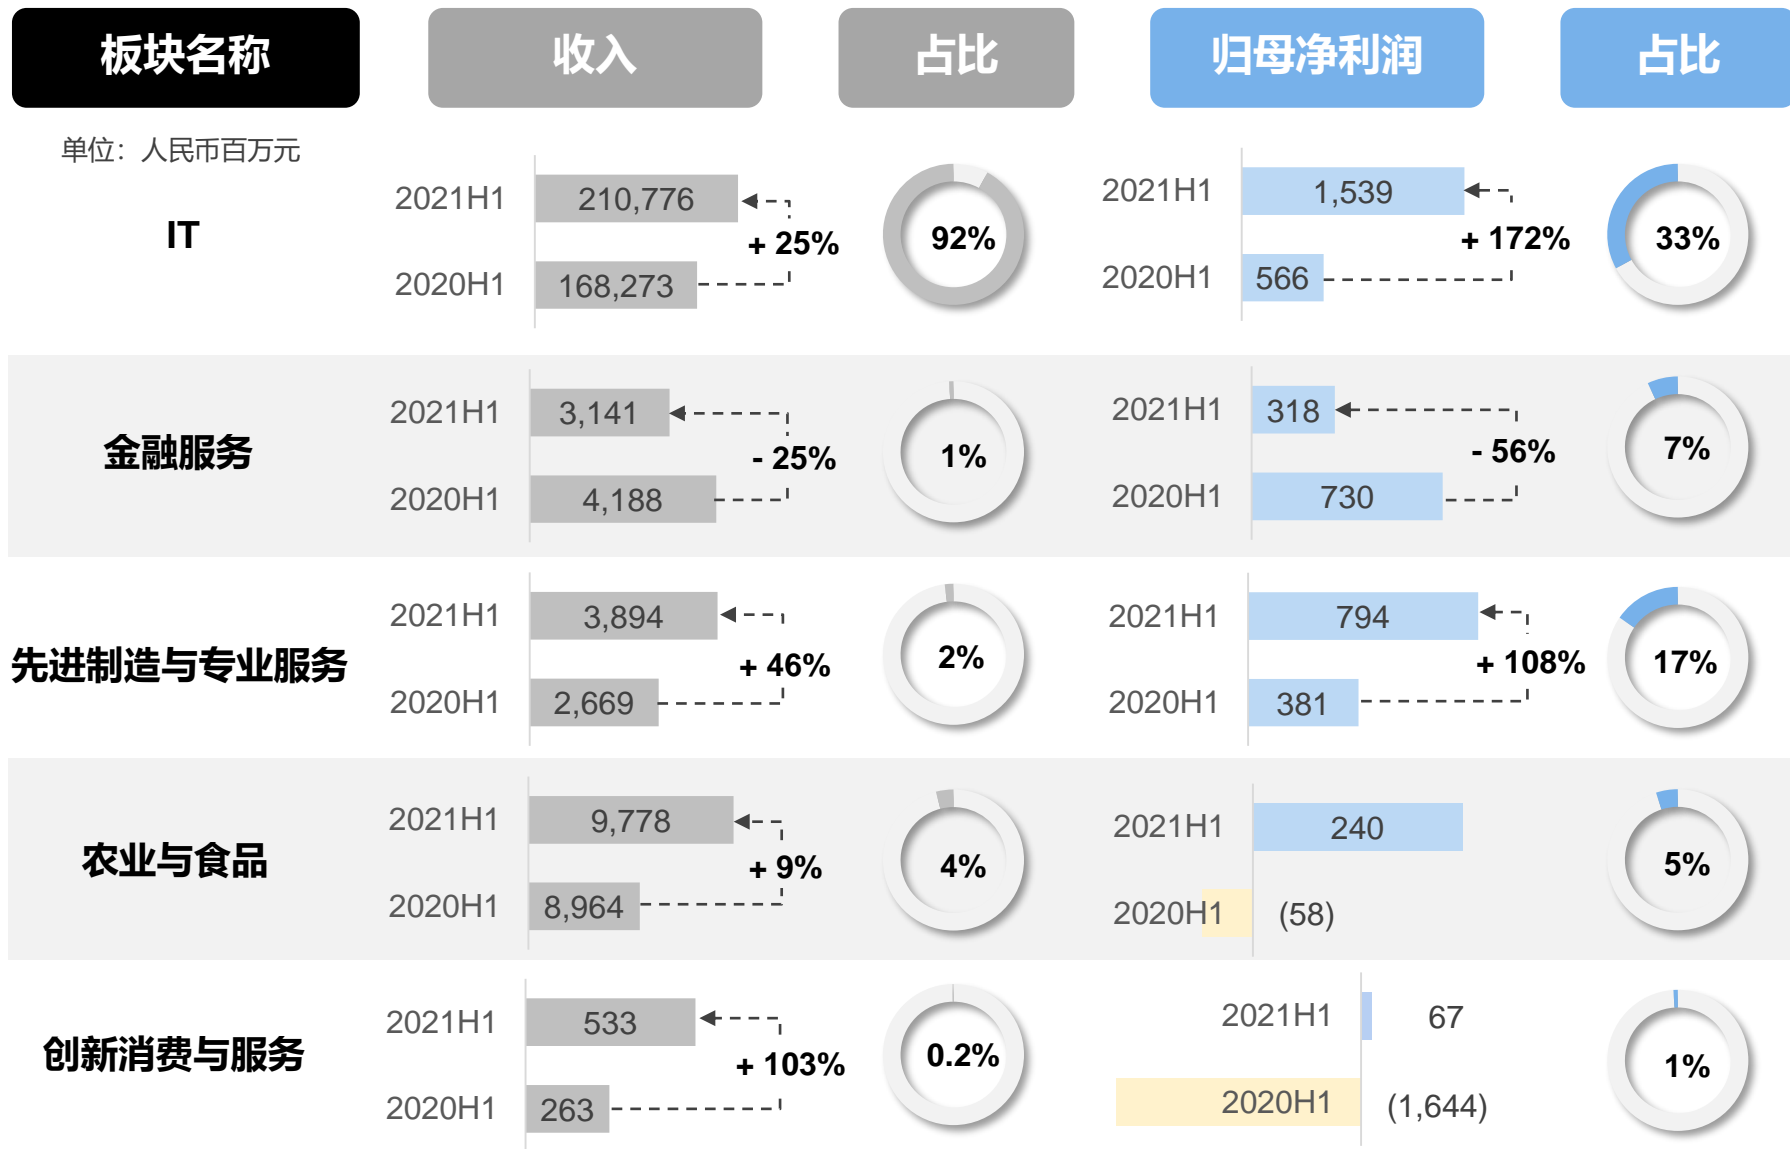 板块名称
收入
占比
归母净利润
占比
单位：人民币百万元
IT
2021H1
210,776
+ 25%
2020H1
168,273
92%
2021H1
1,539
+ 172%
2020H1
566
33%
金融服务
2021H1
3,141
- 25%
2020H1
4,188
1%
2021H1
318
- 56%
2020H1
730
7%
先进制造与专业服务
2021H1
3,894
+ 46%
2020H1
2,669
2%
2021H1
794
+ 108%
2020H1
381
17%
农业与食品
2021H1
9,778
+ 9%
2020H1
8,964
4%
2021H1
240
2020H1
(58)
5%
创新消费与服务
2021H1
533
+ 103%
2020H1
263
0.2%
2021H1
67
2020H1
(1,644)
1%